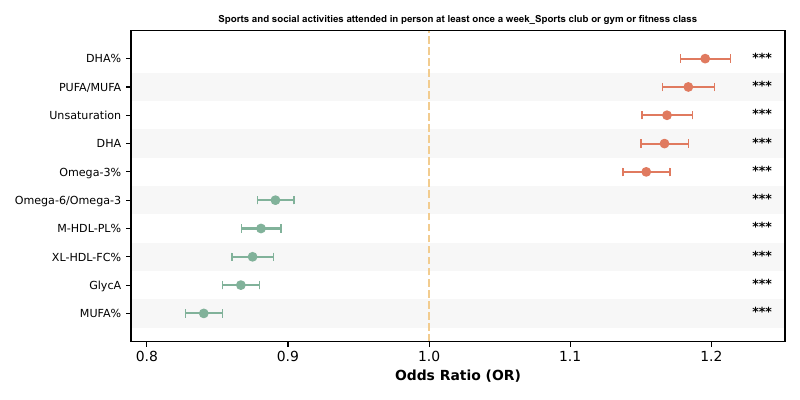 Sports and social activities attended in person at least once a week_Sports club or gym or fitness class
DHA% ***
PUFA/MUFA ***
Unsaturation ***
DHA ***
Omega-3% ***
Omega-6/Omega-3 ***
M-HDL-PL% ***
XL-HDL-FC% ***
GlycA ***
MUFA% ***
0.8 0.9 1.0 1.1 1.2
Odds Ratio (OR)